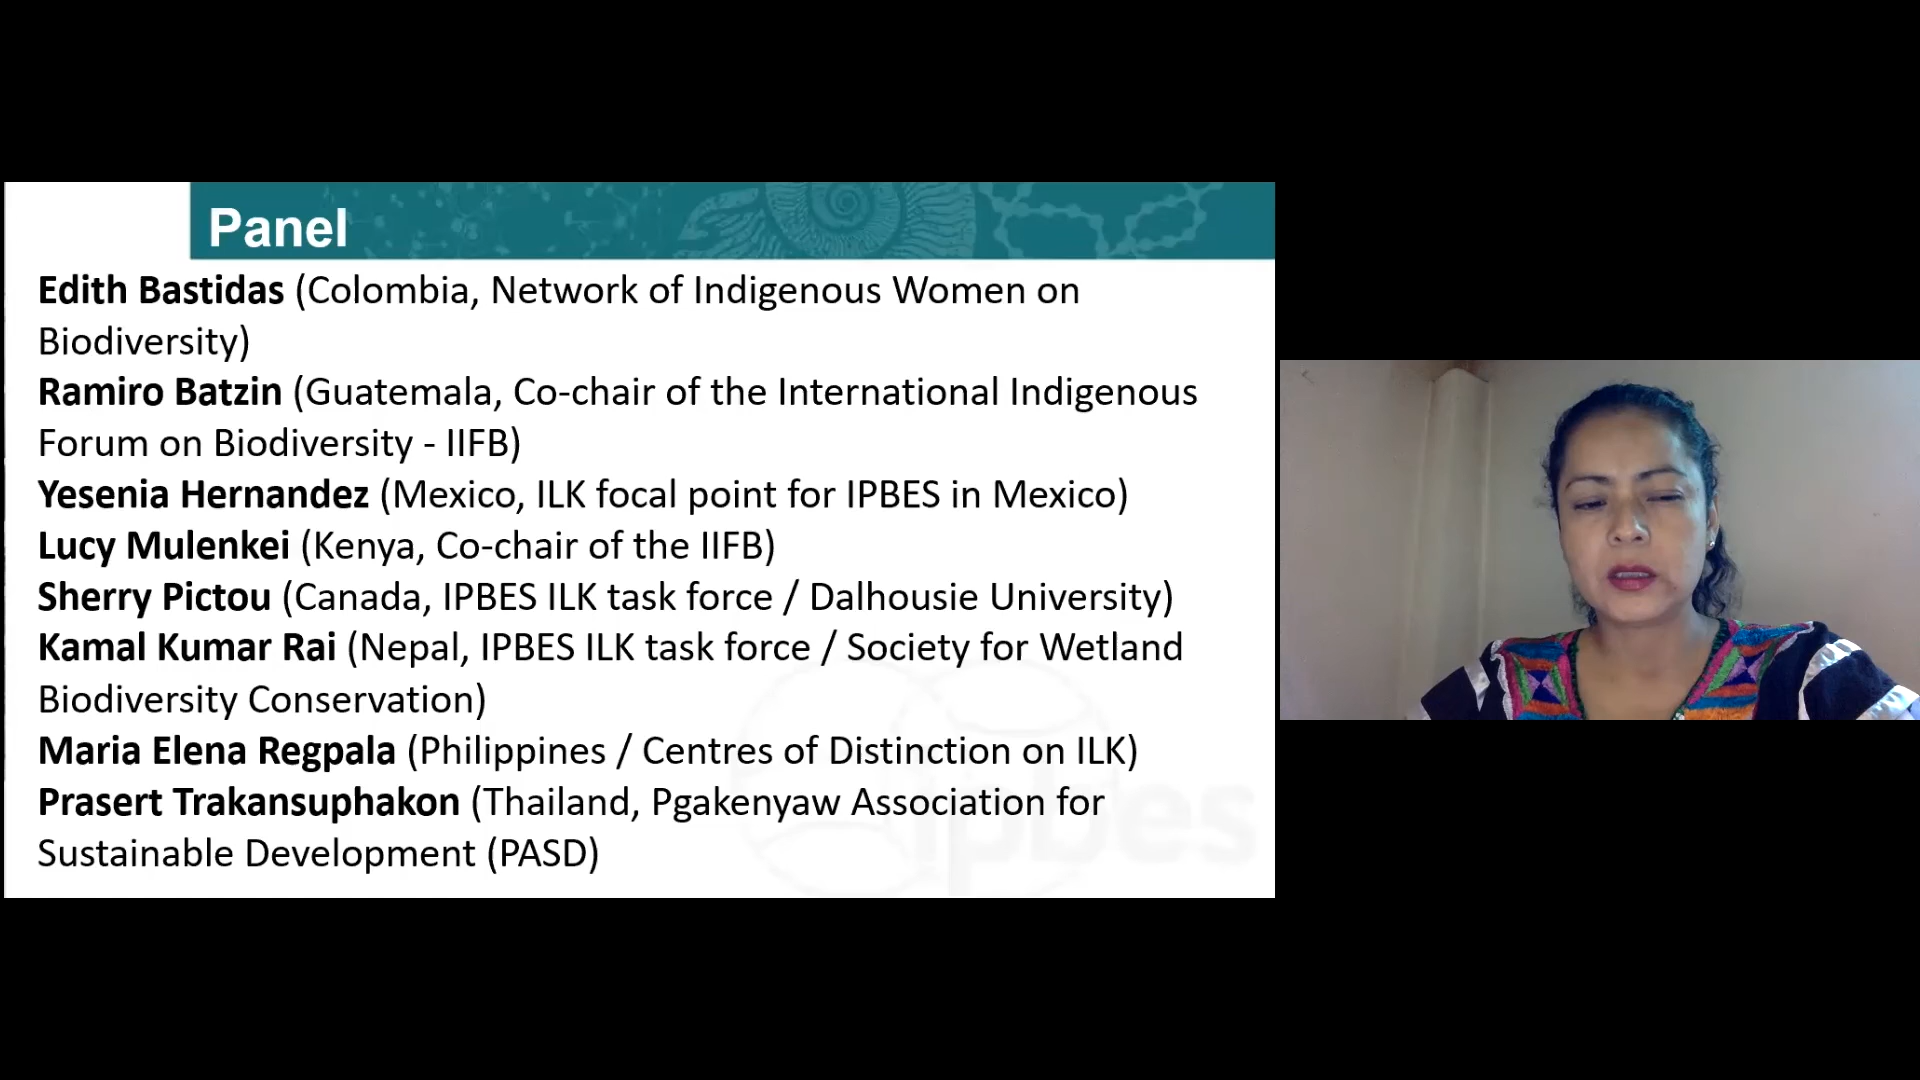 Panel
Edith Bastidas (Colombia, Network of Indigenous Women on
Biodiversity)
Ramiro Batzin (Guatemala, Co-chair of the International Indigenous
Forum on Biodiversity - IIFB)
Yesenia Hernandez (Mexico, ILK focal point for IPBES in Mexico)
Lucy Mulenkei (Kenya, Co-chair of the IIFB)
Sherry Pictou (Canada, IPBES ILK task force / Dalhousie University)
Kamal Kumar Rai (Nepal, IPBES ILK task force / Society for Wetland
Biodiversity Conservation)
Maria Elena Regpala (Philippines / Centres of Distinction on ILK)
Prasert Trakansuphakon (Thailand, Pgakenyaw Association for
Sustainable Development (PASD)
ipbes